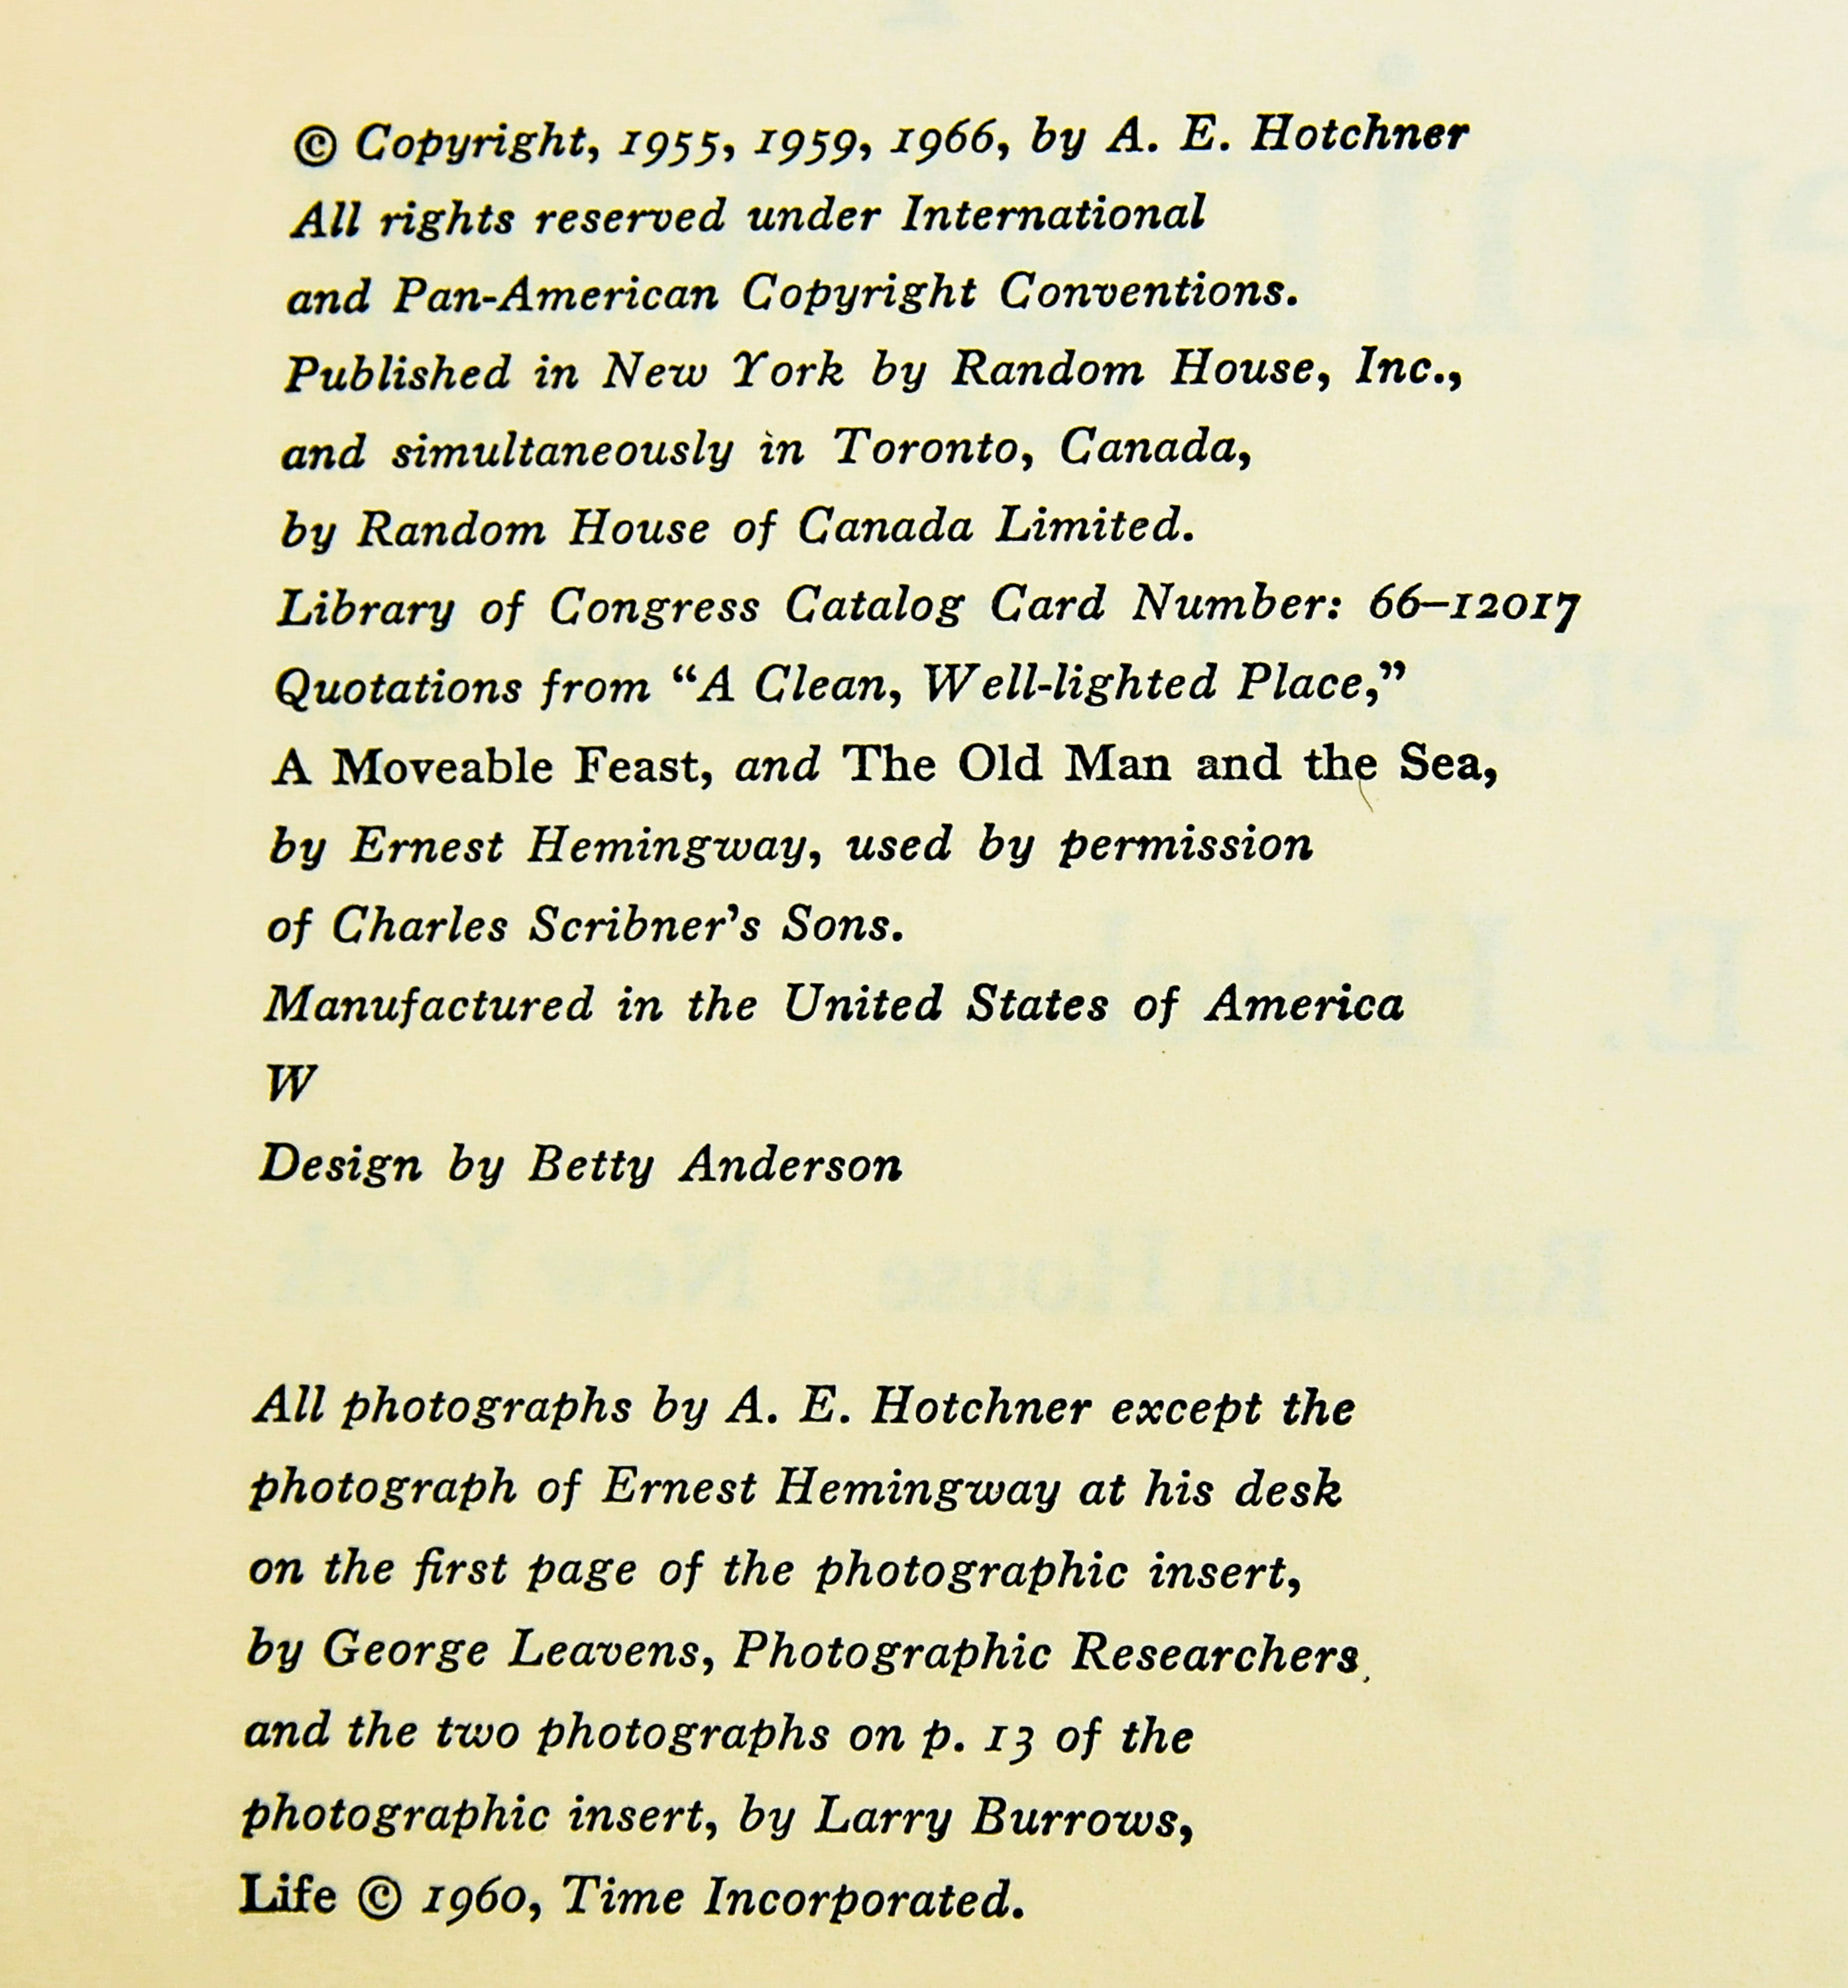 © Copyright, 1955, 1959, 1966, by A. E. Hotchner
All rights reserved under International
and Pan-American Copyright Conventions.
Published in New York by Random House, Inc.,
and simultaneously in Toronto, Canada,
by Random House of Canada Limited.
Library of Congress Catalog Card Number: 66–12017
Quotations from “A Clean, Well-lighted Place,”
A Moveable Feast, and The Old Man and the Sea,
by Ernest Hemingway, used by permission
of Charles Scribner’s Sons.
Manufactured in the United States of America
W
Design by Betty Anderson
All photographs by A. E. Hotchner except the
photograph of Ernest Hemingway at his desk
on the first page of the photographic insert,
by George Leavens, Photographic Researchers,
and the two photographs on p. 13 of the
photographic insert, by Larry Burrows,
Life © 1960, Time Incorporated.